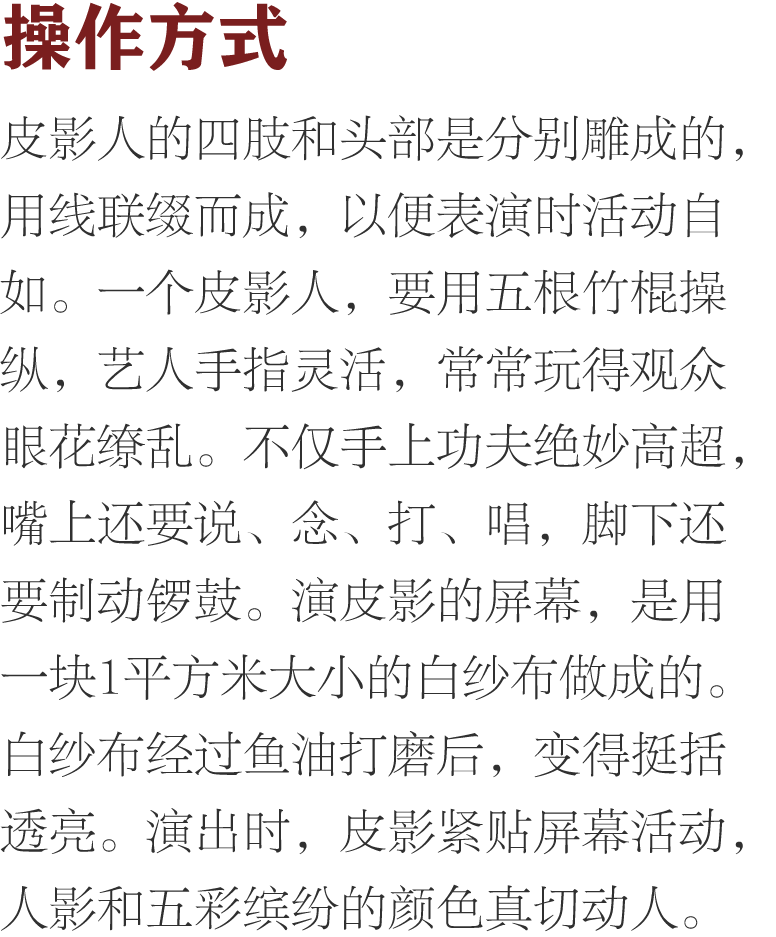 操作方式
皮影人的四肢和头部是分别雕成的，
用线联缀而成，以便表演时活动自
如。一个皮影人，要用五根竹棍操
纵，艺人手指灵活，常常玩得观众
眼花缭乱。不仅手上功夫绝妙高超，
嘴上还要说、念、打、唱，脚下还
要制动锣鼓。演皮影的屏幕，是用
一块1平方米大小的白纱布做成的。
白纱布经过鱼油打磨后，变得挺括
透亮。演出时，皮影紧贴屏幕活动，
人影和五彩缤纷的颜色真切动人。